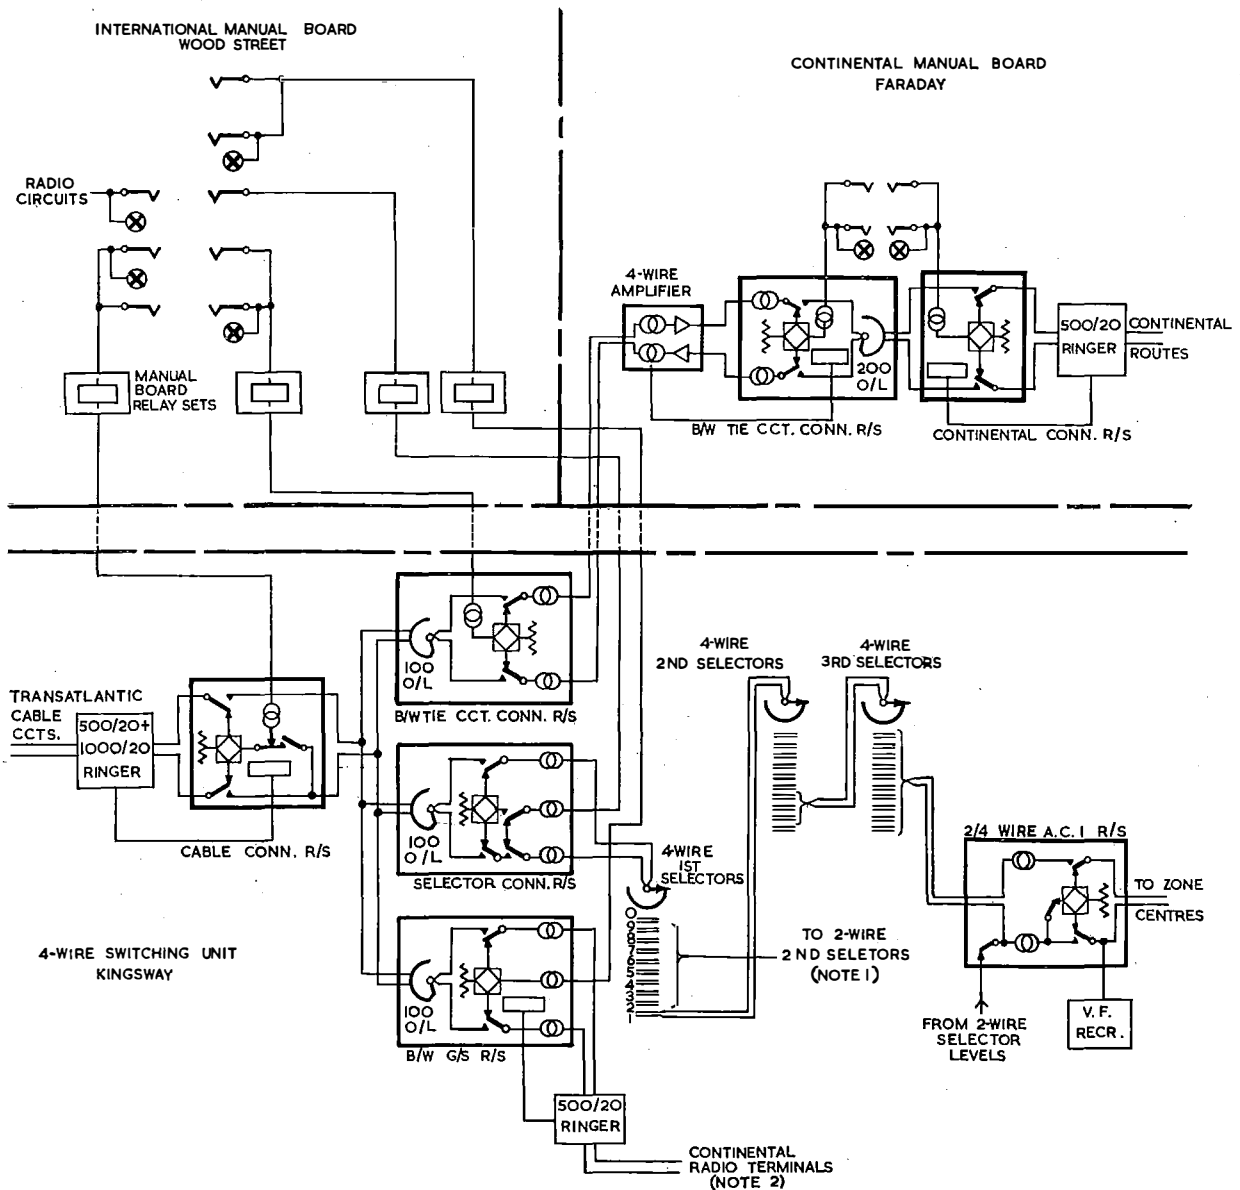 INTERNATIONAL MANUAL BOARD
WOOD STREET
CONTINENTAL MANUAL BOARD
FARADAY
RADIO
CIRCUITS
4-WIRE
AMPLIFIER
500/20
RINGER
CONTINENTAL
ROUTES
200
O/L
MANUAL
BOARD
RELAY SETS
B/W TIE CCT. CONN. R/S
CONTINENTAL CONN. R/S
4-WIRE
2ND SELECTORS
4-WIRE
3RD SELECTORS
100
O/L
B/W TIE CCT. CONN. R/S
TRANSATLANTIC
CABLE
CCTS.
500/20+
1000/20
RINGER
CABLE CONN. R/S
100
O/L
SELECTOR CONN. R/S
4-WIRE
1ST
SELECTORS
2/4 WIRE A.C. 1 R/S
TO ZONE
CENTRES
0
9
8
7
6
5
4
3
2
1
TO 2-WIRE
2 ND SELETORS
(NOTE 1)
4-WIRE SWITCHING UNIT
KINGSWAY
100
O/L
B/W G/S R/S
FROM 2-WIRE
SELECTOR
LEVELS
V. F.
RECR.
500/20
RINGER
CONTINENTAL
RADIO TERMINALS
(NOTE 2)